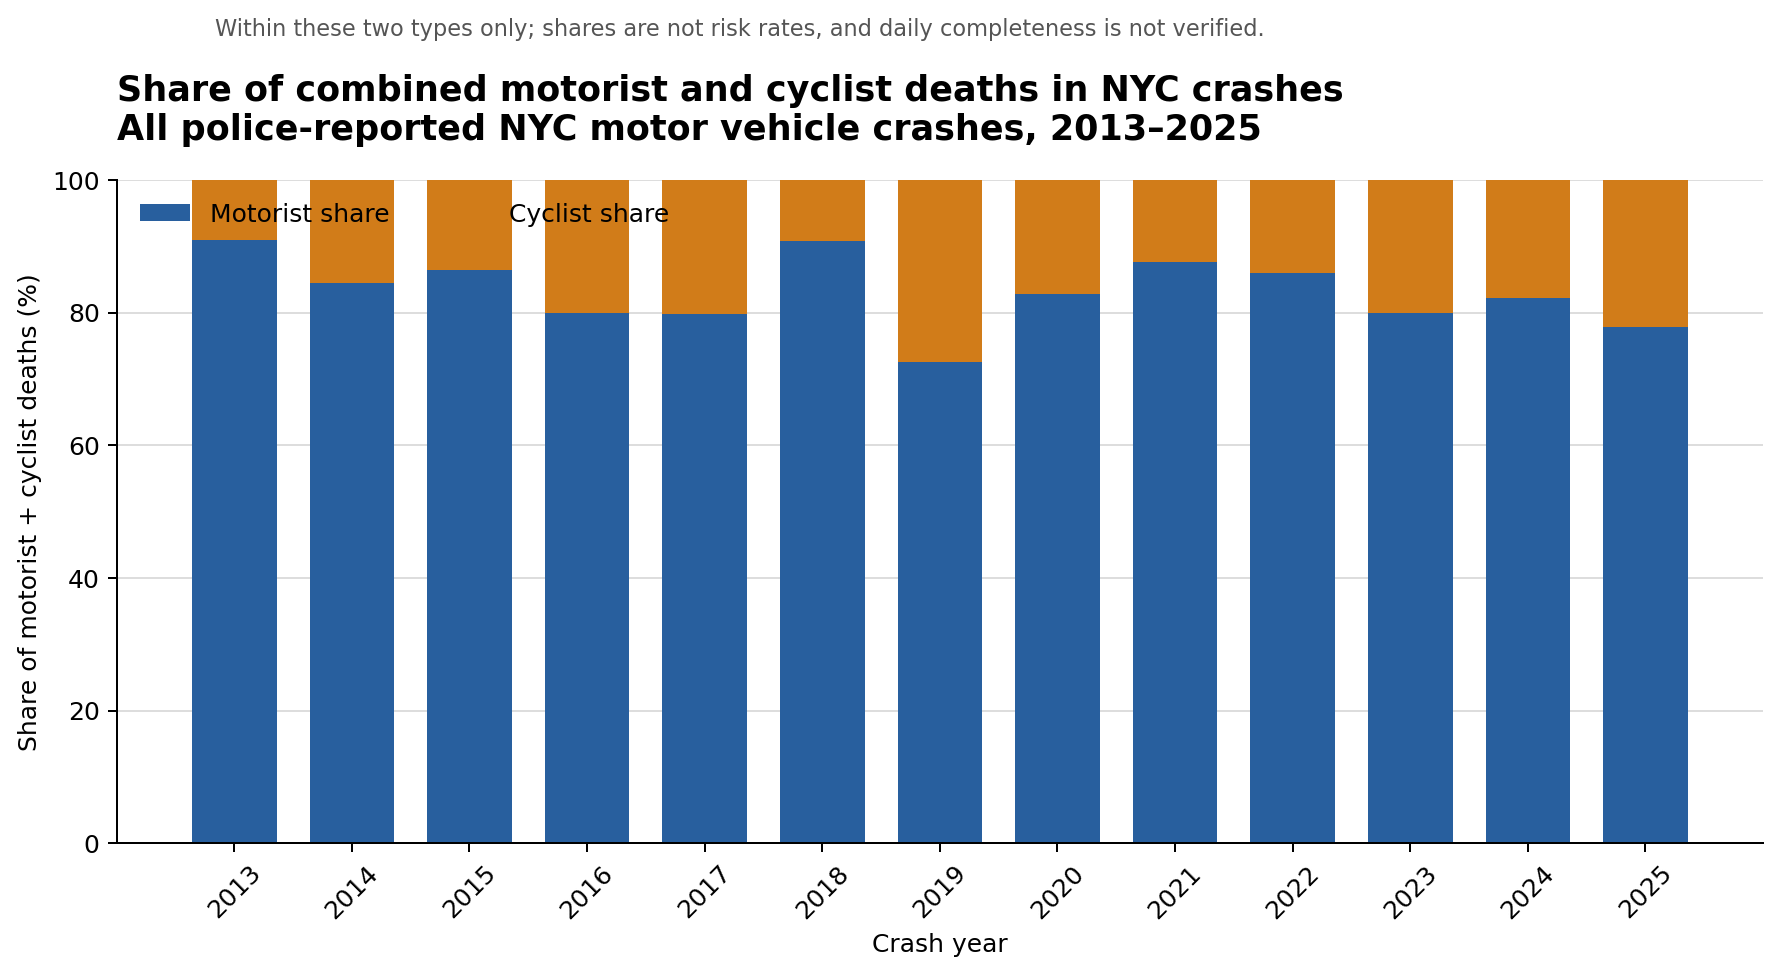 Within these two types only; shares are not risk rates, and daily completeness is not verified.
Share of combined motorist and cyclist deaths in NYC crashes
All police-reported NYC motor vehicle crashes, 2013–2025
Share of motorist + cyclist deaths (%)
100
80
60
40
20
0
Motorist share
Cyclist share
2013
2014
2015
2016
2017
2018
2019
2020
2021
2022
2023
2024
2025
Crash year